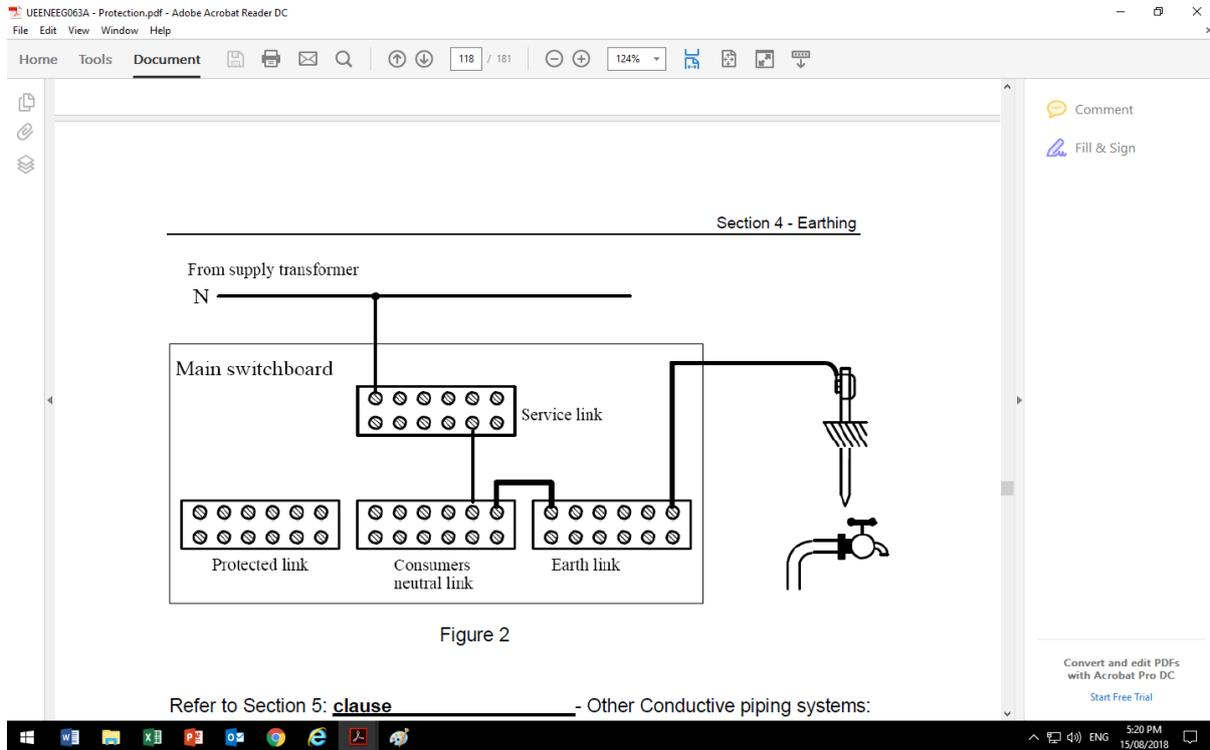 UEENEEG063A - Protection.pdf - Adobe Acrobat Reader DC
File Edit View Window Help
Home Tools Document 118 / 181 124%
Comment
Fill & Sign
Section 4 - Earthing
From supply transformer
N
Main switchboard
Service link
Protected link
Consumers
neutral link
Earth link
Figure 2
Refer to Section 5: clause - Other Conductive piping systems:
Convert and edit PDFs
with Acrobat Pro DC
Start Free Trial
ENG
5:20 PM
15/08/2018